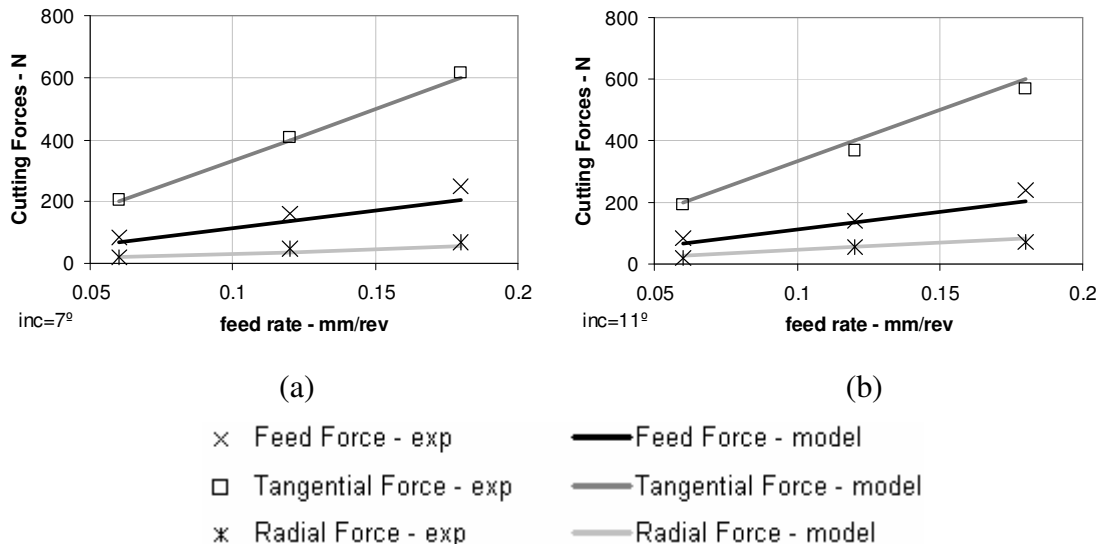 800
600
400
200
0
Cutting Forces - N
0.05 0.1 0.15 0.2
inc=7º
feed rate - mm/rev
(a)
800
600
400
200
0
Cutting Forces - N
0.05 0.1 0.15 0.2
inc=11º
feed rate - mm/rev
(b)
Feed Force - exp Feed Force - model
Tangential Force - exp Tangential Force - model
Radial Force - exp Radial Force - model